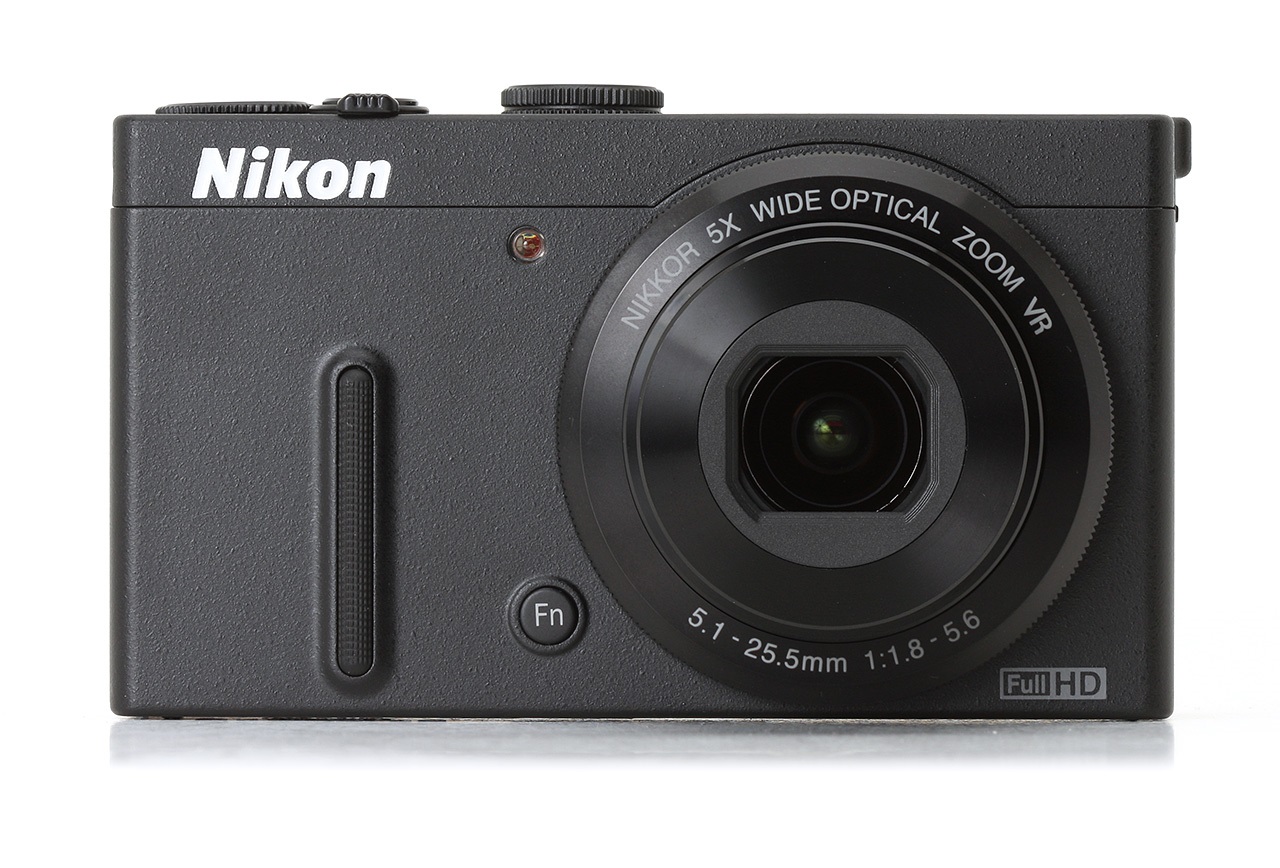 Nikon
NIKKOR 5X WIDE OPTICAL ZOOM VR
Fn
5.1 - 25.5mm 1:1.8 - 5.6
Full HD